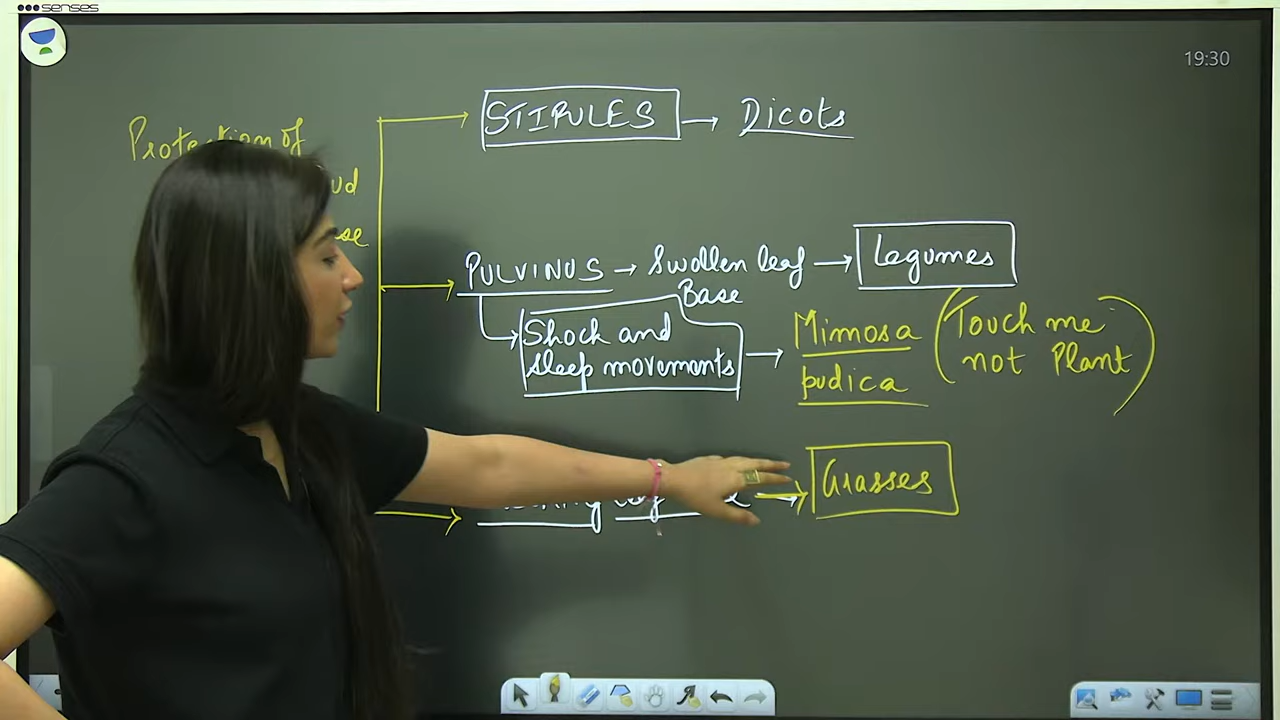 senses
19:30
STIPULES → Dicots
Protection of
PULVINUS → Swollen leaf → Legumes
Base
Shock and
sleep movements → Mimosa
pudica
(Touch me
not Plant)
→ Grasses